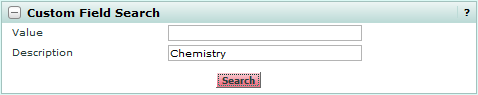 Custom Field Search ?
Value
Description Chemistry
Search